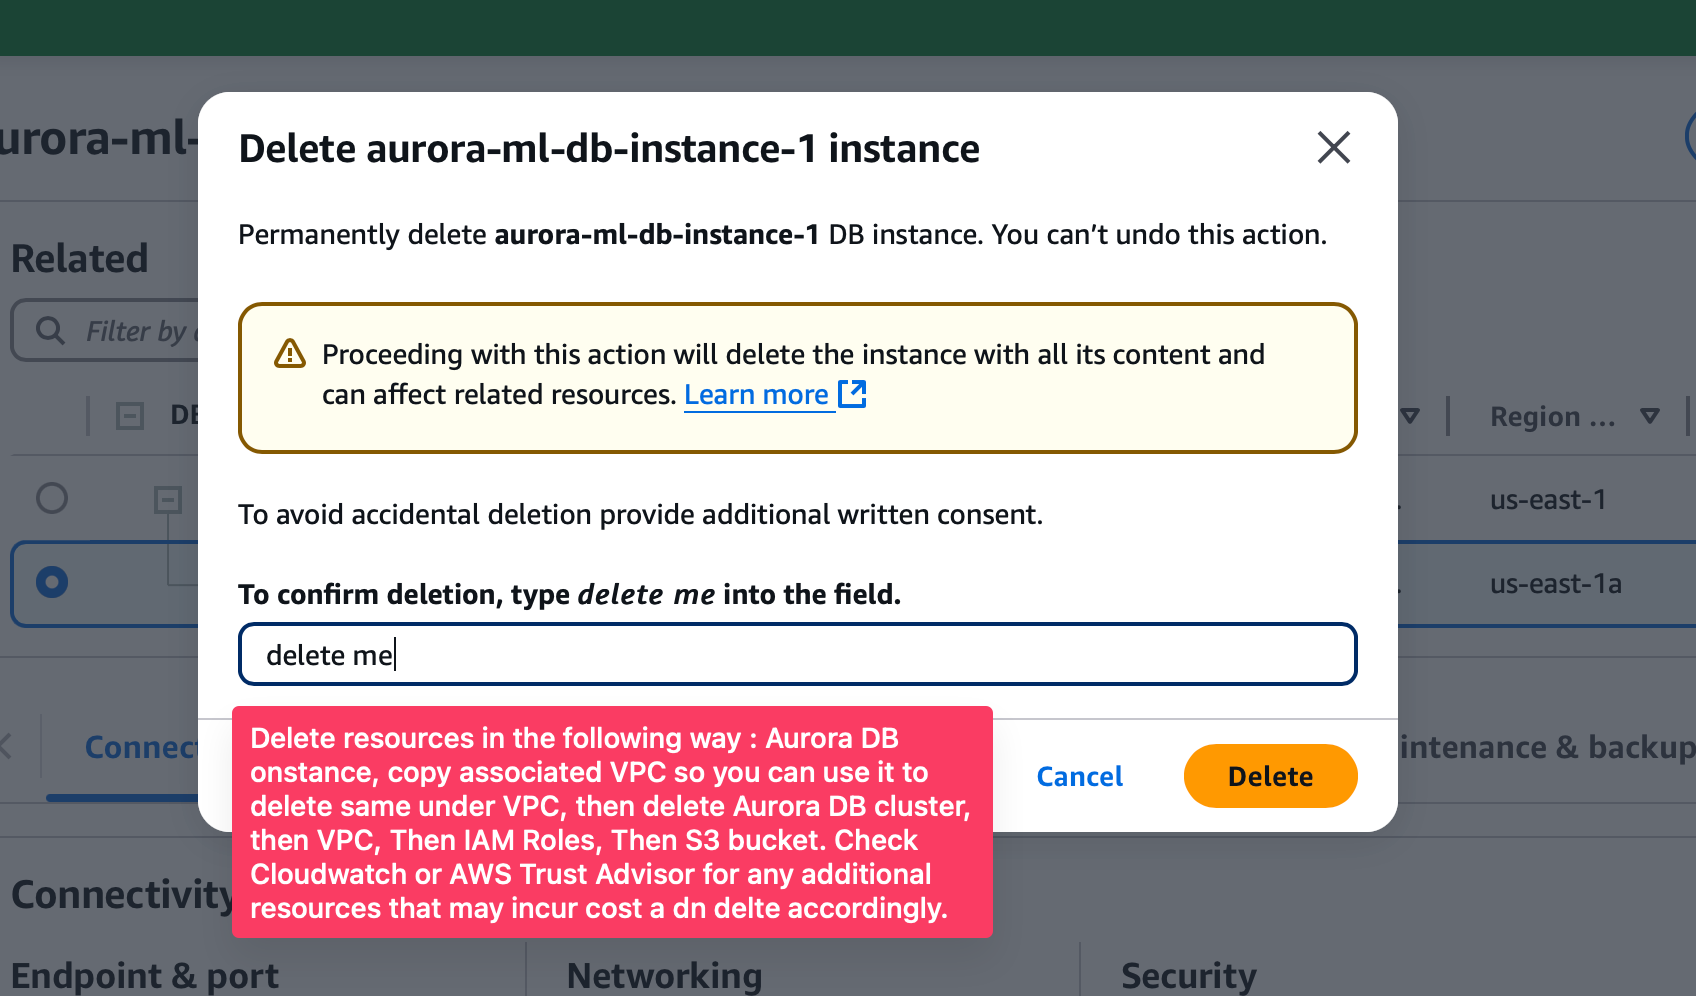 urora-ml-
Delete aurora-ml-db-instance-1 instance
Permanently delete aurora-ml-db-instance-1 DB instance. You can't undo this action.
Related
Filter by
Proceeding with this action will delete the instance with all its content and
can affect related resources. Learn more
DB
Region ...
us-east-1
To avoid accidental deletion provide additional written consent.
us-east-1a
To confirm deletion, type delete me into the field.
delete me
Connect
Delete resources in the following way : Aurora DB
onstance, copy associated VPC so you can use it to
delete same under VPC, then delete Aurora DB cluster,
then VPC, Then IAM Roles, Then S3 bucket. Check
Cloudwatch or AWS Trust Advisor for any additional
resources that may incur cost a dn delte accordingly.
Cancel
Delete
intenance & backup
Connectivity
Endpoint & port
Networking
Security